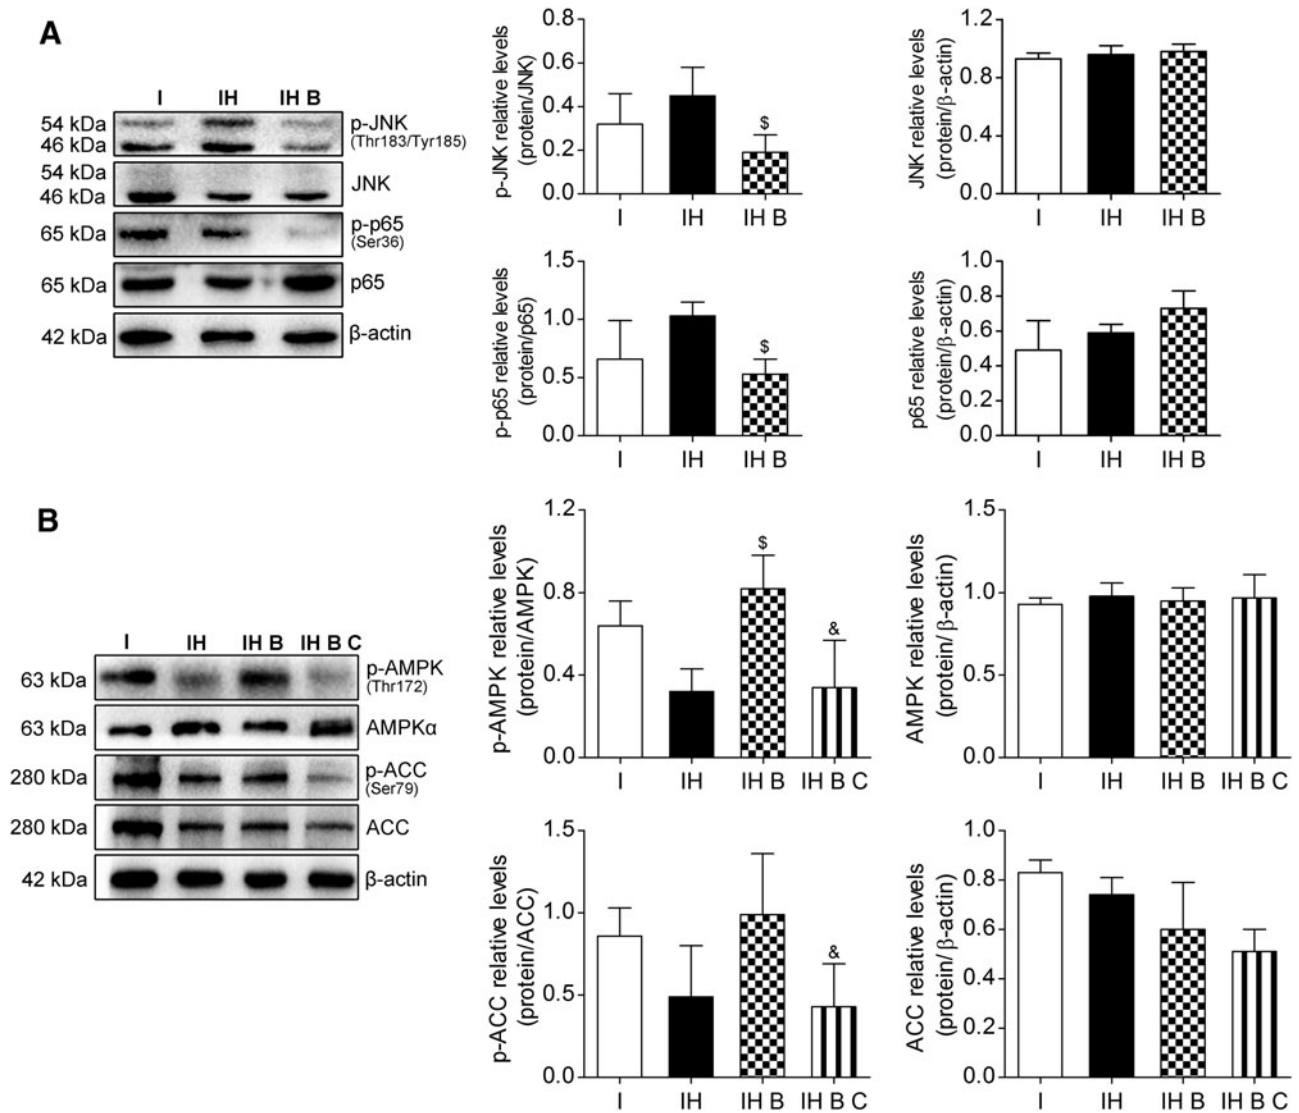 A
I IH IH B
54 kDa
46 kDa
p-JNK
(Thr183/Tyr185)
54 kDa
46 kDa
JNK
65 kDa
p-p65
(Ser36)
65 kDa
p65
42 kDa
β-actin
p-JNK relative levels
(protein/JNK)
0.8
0.6
0.4
0.2
0.0
$
I IH IH B
JNK relative levels
(protein/β-actin)
1.2
0.8
0.4
0.0
I IH IH B
p-p65 relative levels
(protein/p65)
1.5
1.0
0.5
0.0
$
I IH IH B
p65 relative levels
(protein/β-actin)
1.0
0.8
0.6
0.4
0.2
0.0
I IH IH B
B
I IH IH B IH B C
63 kDa
p-AMPK
(Thr172)
63 kDa
AMPKα
280 kDa
p-ACC
(Ser79)
280 kDa
ACC
42 kDa
β-actin
p-AMPK relative levels
(protein/AMPK)
1.2
0.8
0.4
0.0
$
&
I IH IH B IH B C
AMPK relative levels
(protein/ β-actin)
1.5
1.0
0.5
0.0
I IH IH B IH B C
p-ACC relative levels
(protein/ACC)
1.5
1.0
0.5
0.0
&
I IH IH B IH B C
ACC relative levels
(protein/ β-actin)
1.0
0.8
0.6
0.4
0.2
0.0
I IH IH B IH B C